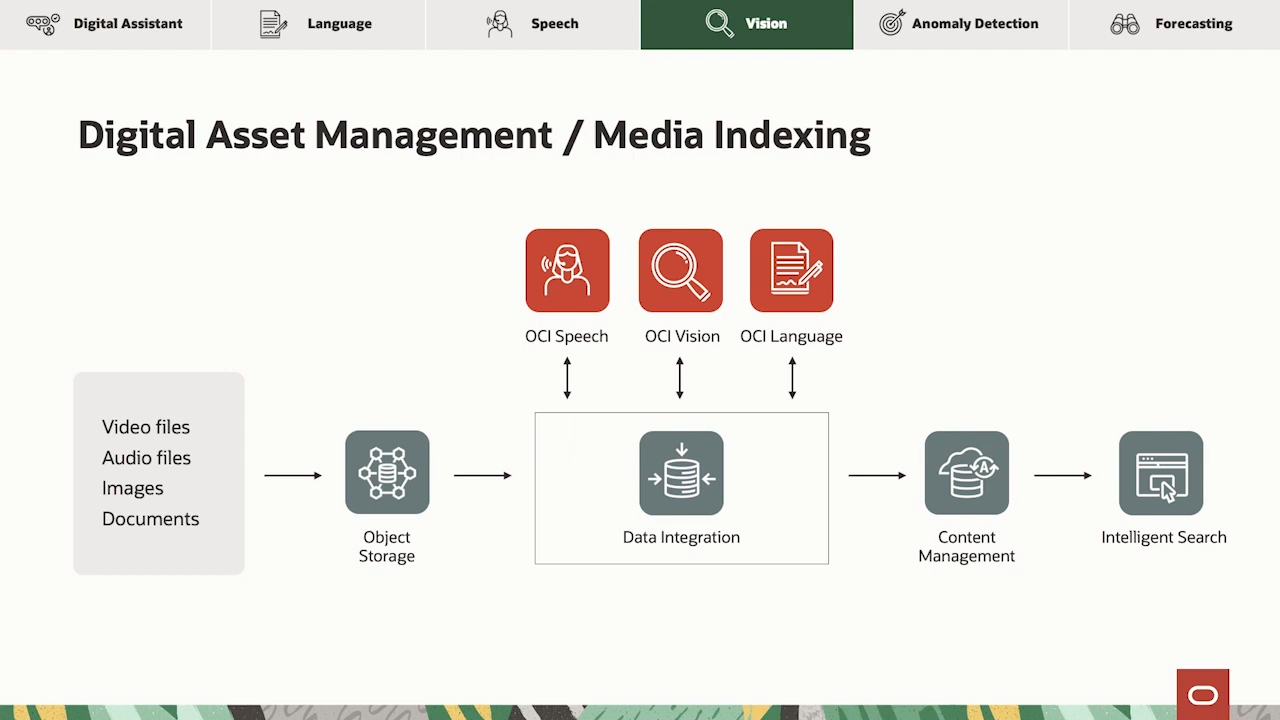 Digital Assistant
Language
Speech
Vision
Anomaly Detection
Forecasting
Digital Asset Management / Media Indexing
OCI Speech
OCI Vision
OCI Language
Video files
Audio files
Images
Documents
Object
Storage
Data Integration
Content
Management
Intelligent Search